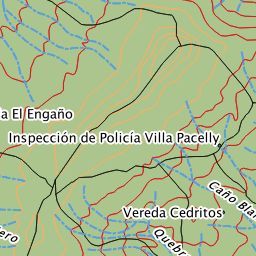 a El Engaño
Inspección de Policía Villa Pacelly
Caño Bla
Vereda Cedritos
ero
Quebr